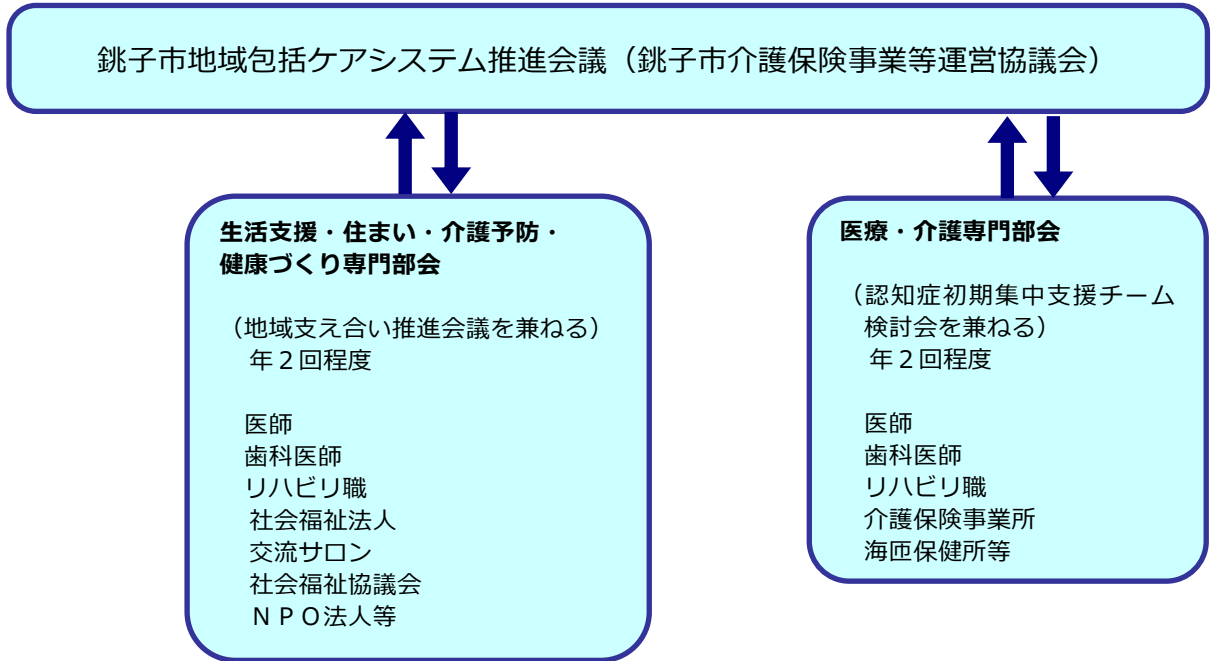 銚子市地域包括ケアシステム推進会議（銚子市介護保険事業等運営協議会）
生活支援・住まい・介護予防・
健康づくり専門部会
（地域支え合い推進会議を兼ねる）
年２回程度
医師
歯科医師
リハビリ職
社会福祉法人
交流サロン
社会福祉協議会
ＮＰＯ法人等
医療・介護専門部会
（認知症初期集中支援チーム
検討会を兼ねる）
年２回程度
医師
歯科医師
リハビリ職
介護保険事業所
海匝保健所等